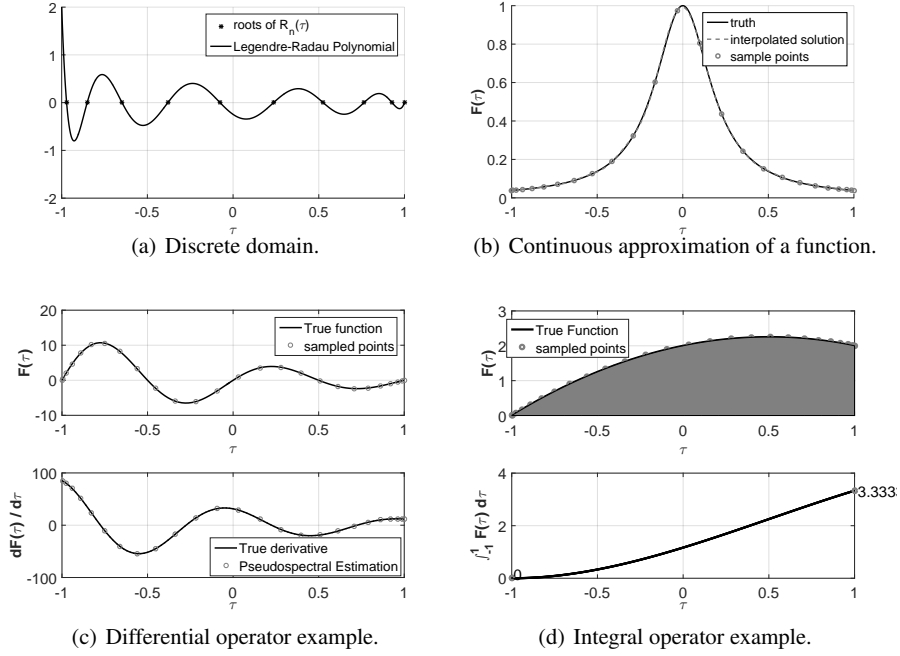 roots of Rn(τ)
Legendre-Radau Polynomial
2
1
0
-1
-2
-1
-0.5
0
0.5
1
τ
(a) Discrete domain.
truth
interpolated solution
sample points
F(τ)
1
0.8
0.6
0.4
0.2
0
-1
-0.5
0
0.5
1
τ
(b) Continuous approximation of a function.
True function
sampled points
F(τ)
20
10
0
-10
-1
-0.5
0
0.5
1
τ
dF(τ) / dτ
100
50
0
-50
-100
True derivative
Pseudospectral Estimation
-1
-0.5
0
0.5
1
τ
(c) Differential operator example.
True Function
sampled points
F(τ)
3
2
1
0
-1
-0.5
0
0.5
1
τ
∫-1^1 F(τ) dτ
4
2
0
0
3.3333
-1
-0.5
0
0.5
1
τ
(d) Integral operator example.